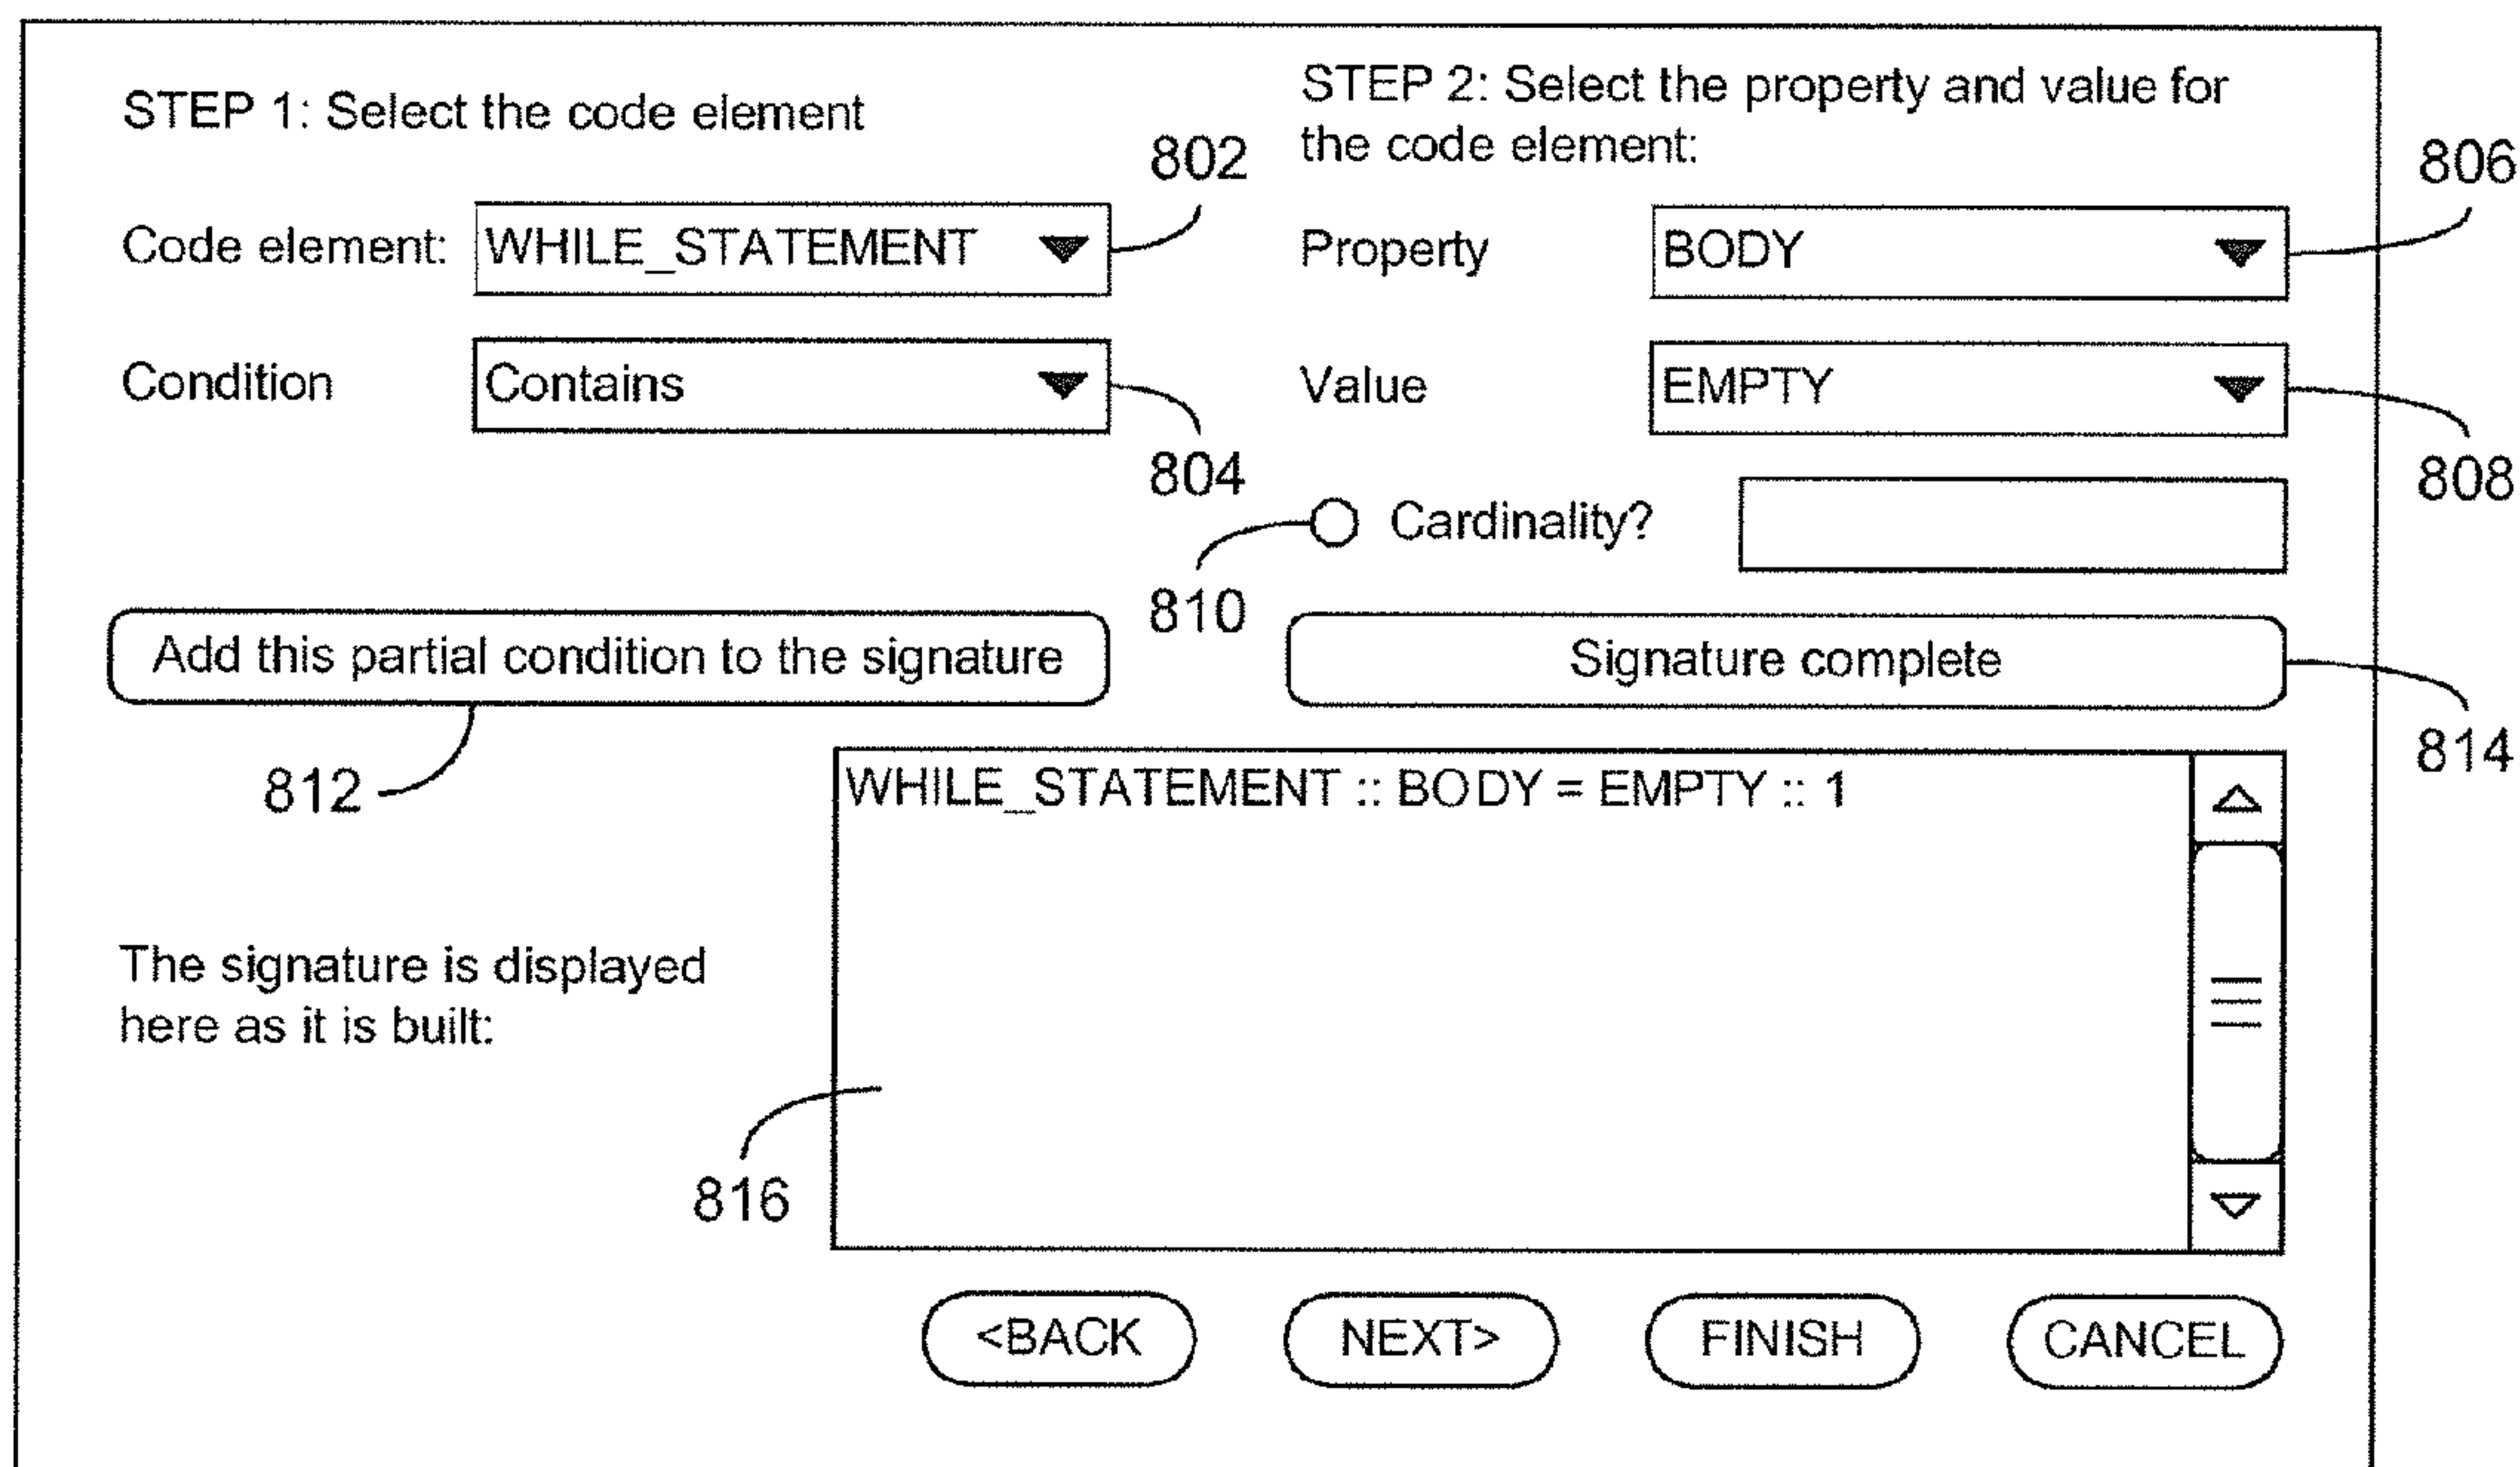 STEP 1: Select the code element
STEP 2: Select the property and value for
the code element:
802
806
Code element:
WHILE_STATEMENT
Property
BODY
Condition
Contains
Value
EMPTY
804
808
Cardinality?
810
Add this partial condition to the signature
Signature complete
812
814
WHILE_STATEMENT :: BODY = EMPTY :: 1
The signature is displayed
here as it is built:
816
<BACK
NEXT>
FINISH
CANCEL